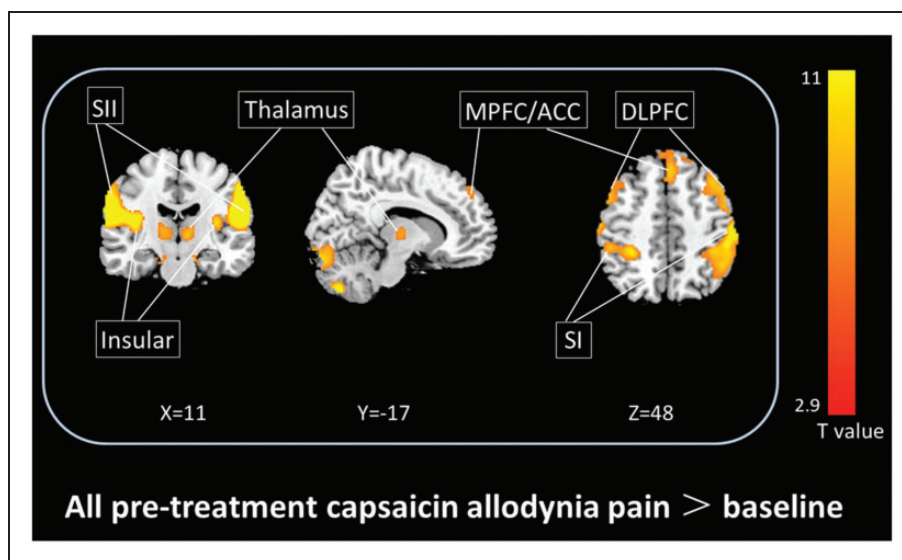 SII
Thalamus
MPFC/ACC
DLPFC
11
Insular
SI
X=11
Y=-17
Z=48
2.9
T value
All pre-treatment capsaicin allodynia pain > baseline